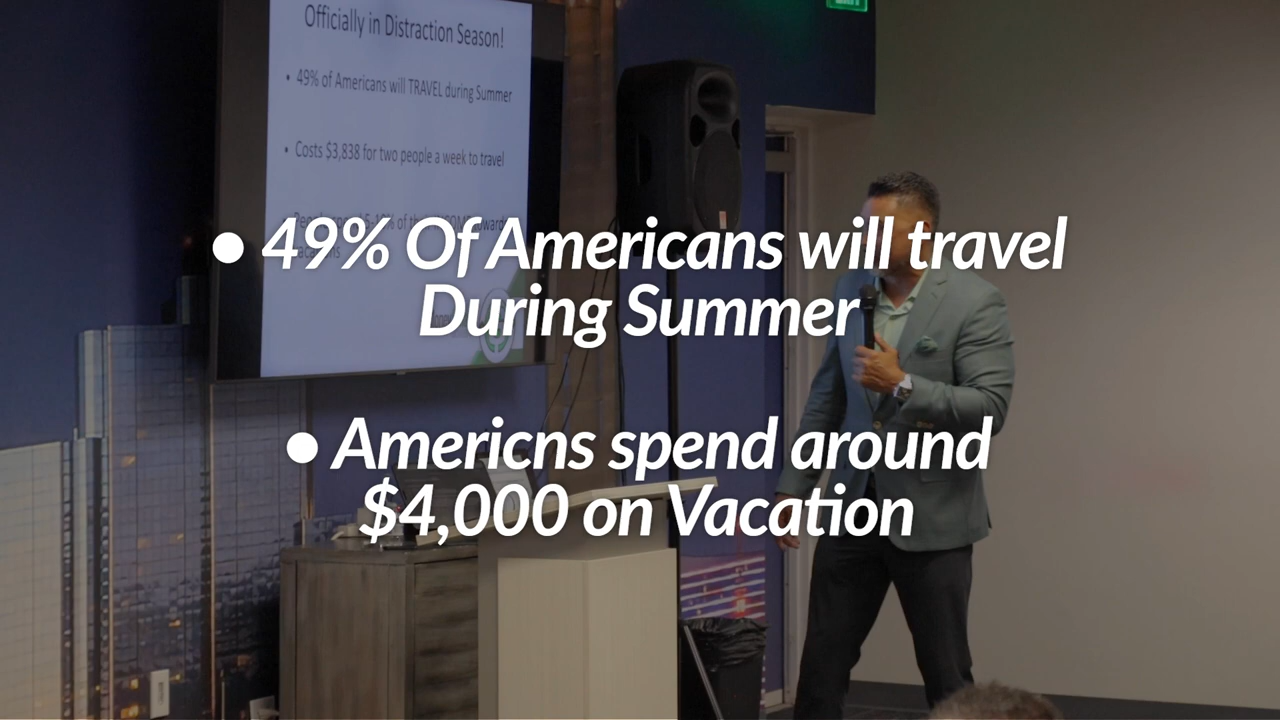 Officially in Distraction Season!
• 49% of Americans will TRAVEL during Summer
• Costs $3,838 for two people a week to travel
• 49% Of Americans will travel
During Summer
• Americns spend around
$4,000 on Vacation